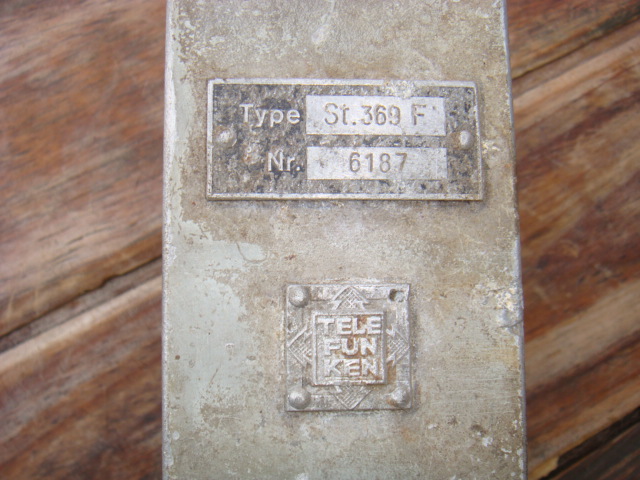 Type St. 369 F
Nr. 6187
TELE
FUN
KEN